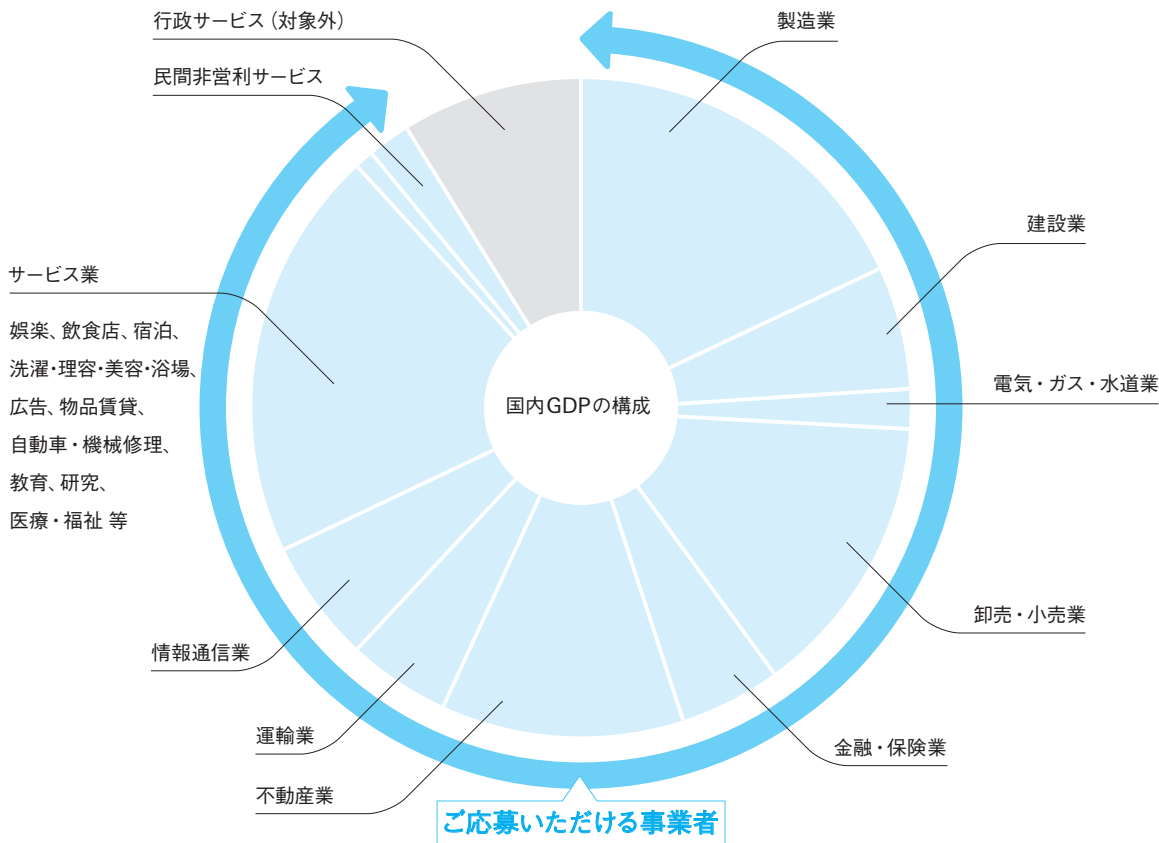 行政サービス（対象外）
製造業
民間非営利サービス
建設業
サービス業
娯楽、飲食店、宿泊、
洗濯・理容・美容・浴場、
広告、物品賃貸、
自動車・機械修理、
教育、研究、
医療・福祉 等
電気・ガス・水道業
国内GDPの構成
卸売・小売業
情報通信業
運輸業
金融・保険業
不動産業
ご応募いただける事業者